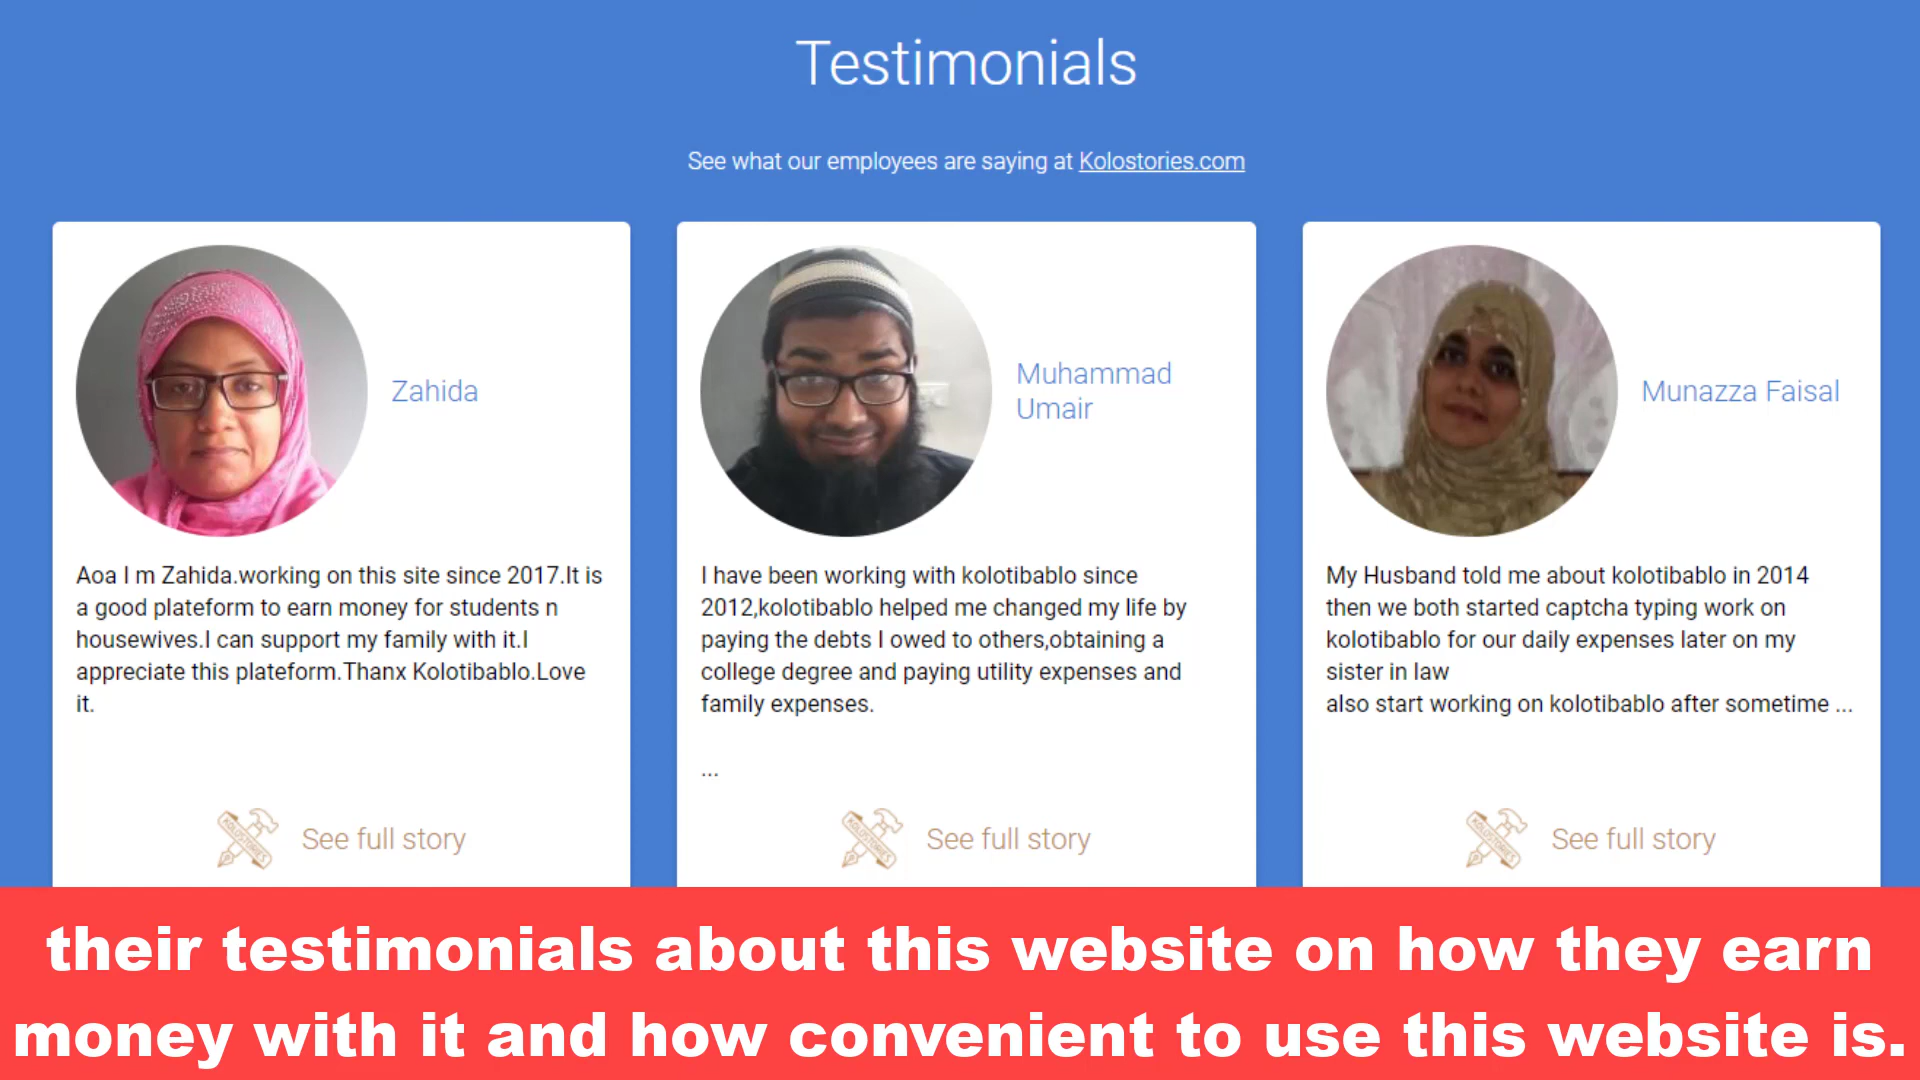 Testimonials
See what our employees are saying at Kolostories.com
Zahida
Aoa I m Zahida.working on this site since 2017.It is
a good plateform to earn money for students n
housewives.I can support my family with it.I
appreciate this plateform.Thanx Kolotibablo.Love
it.
KOLOSTORIES
See full story
Muhammad
Umair
I have been working with kolotibablo since
2012,kolotibablo helped me changed my life by
paying the debts I owed to others,obtaining a
college degree and paying utility expenses and
family expenses.
...
KOLOSTORIES
See full story
Munazza Faisal
My Husband told me about kolotibablo in 2014
then we both started captcha typing work on
kolotibablo for our daily expenses later on my
sister in law
also start working on kolotibablo after sometime ...
KOLOSTORIES
See full story
their testimonials about this website on how they earn
money with it and how convenient to use this website is.